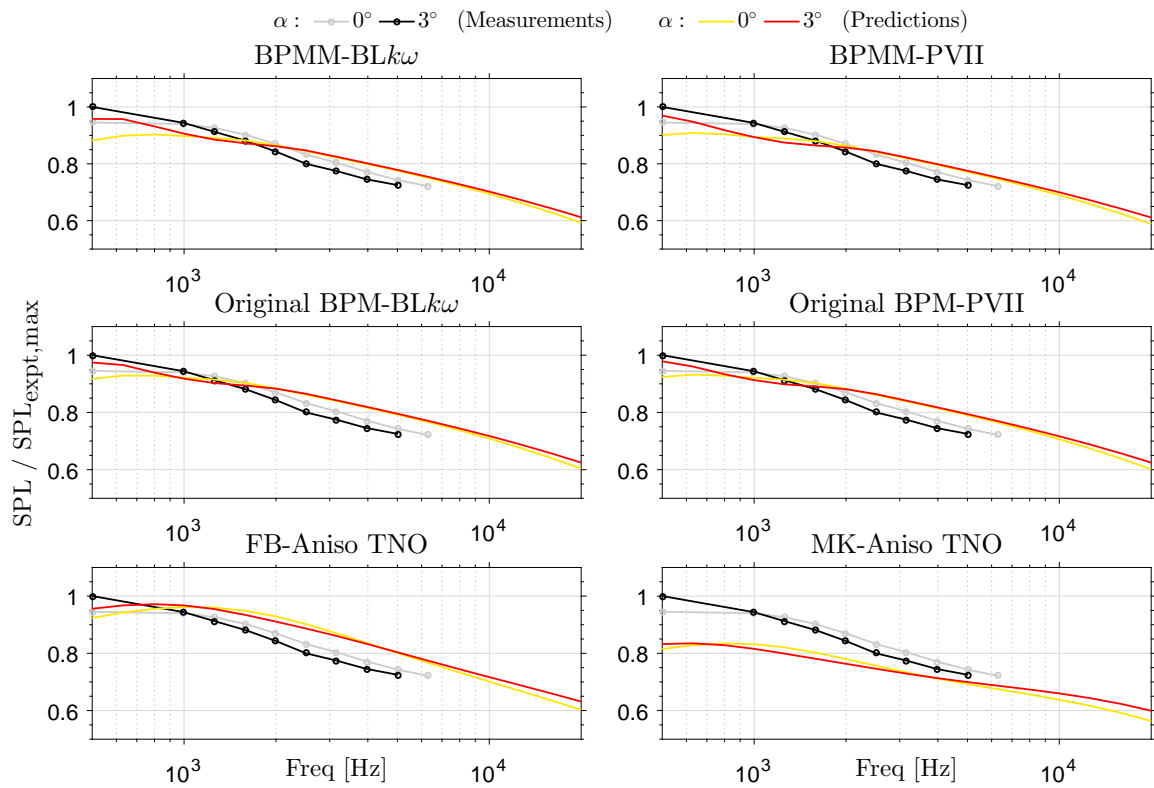 α : 0° 3° (Measurements) α : 0° 3° (Predictions)
BPMM-BLkω BPMM-PVII
1 1
0.8 0.8
0.6 0.6
10³ 10⁴ 10³ 10⁴
Original BPM-BLkω Original BPM-PVII
1 1
0.8 0.8
0.6 0.6
10³ 10⁴ 10³ 10⁴
SPL / SPLexpt,max
FB-Aniso TNO MK-Aniso TNO
1 1
0.8 0.8
0.6 0.6
10³ 10⁴ 10³ 10⁴
Freq [Hz] Freq [Hz]